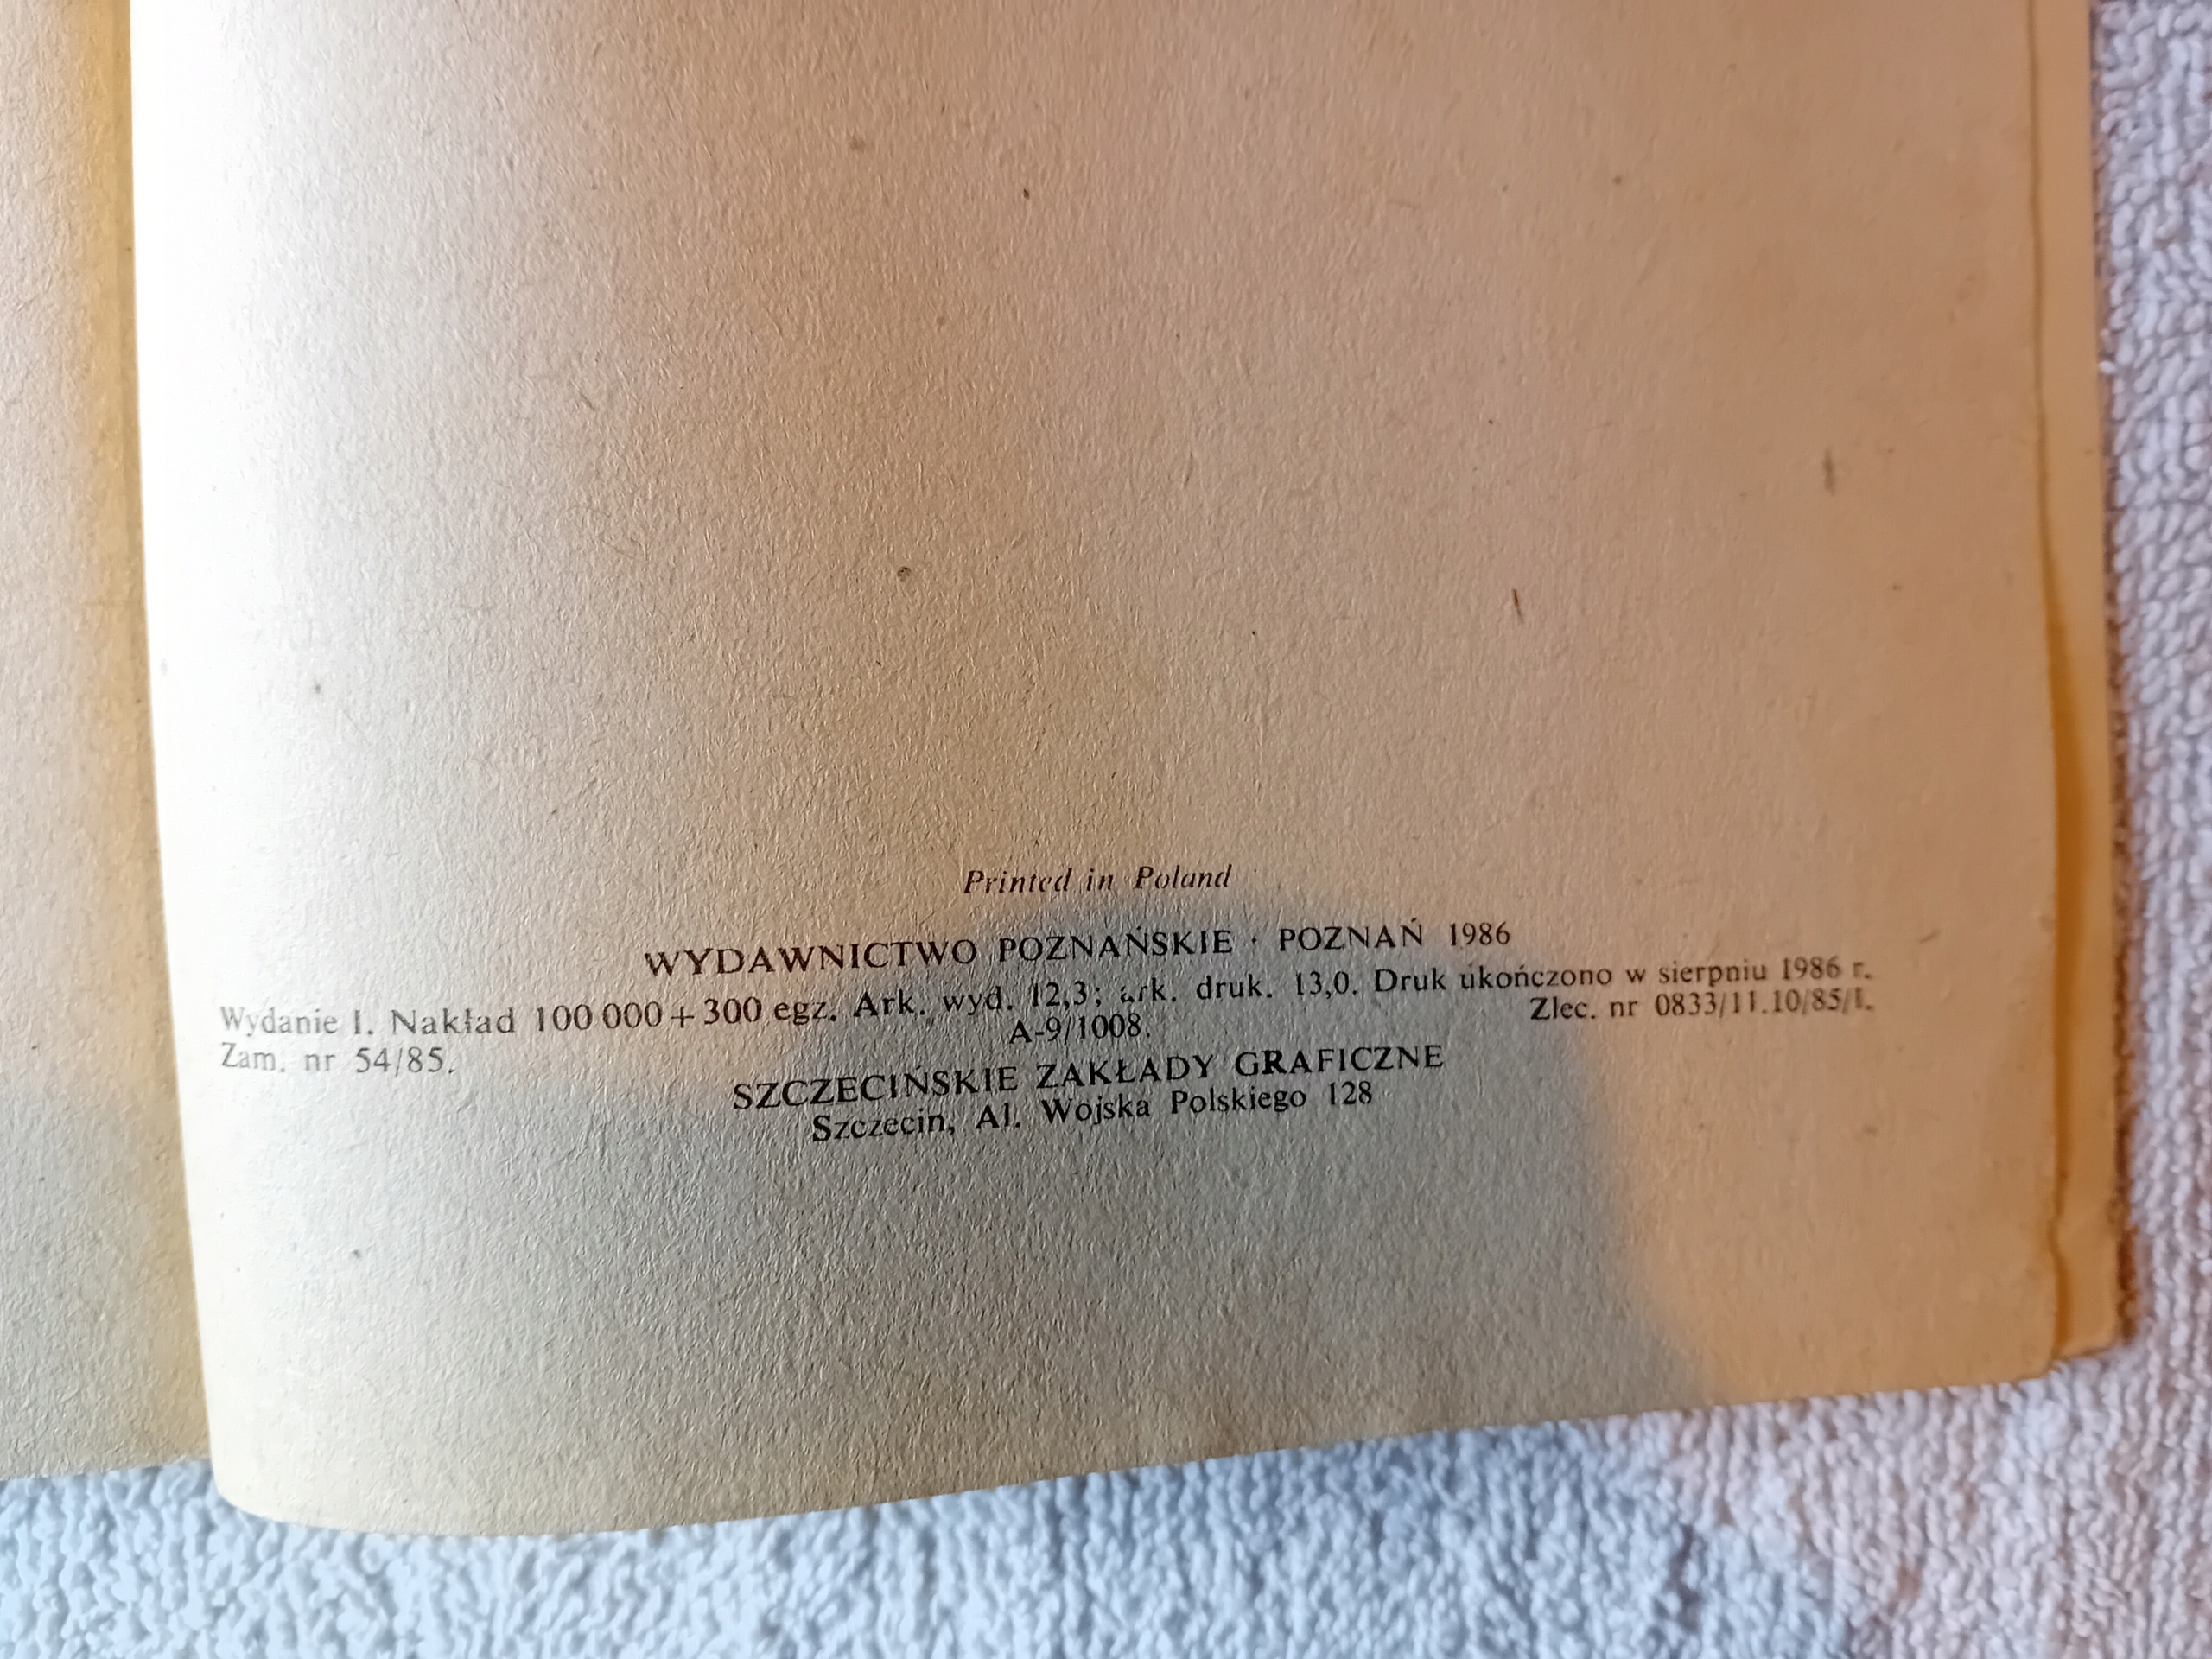 Printed in Poland
WYDAWNICTWO POZNAŃSKIE · POZNAŃ 1986
Wydanie I. Nakład 100 000 + 300 egz. Ark. wyd. 12,3; ark. druk. 13,0. Druk ukończono w sierpniu 1986 r.
Zam. nr 54/85. A-9/1008. Zlec. nr 0833/11.10/85/I.
SZCZECIŃSKIE ZAKŁADY GRAFICZNE
Szczecin, Al. Wojska Polskiego 128